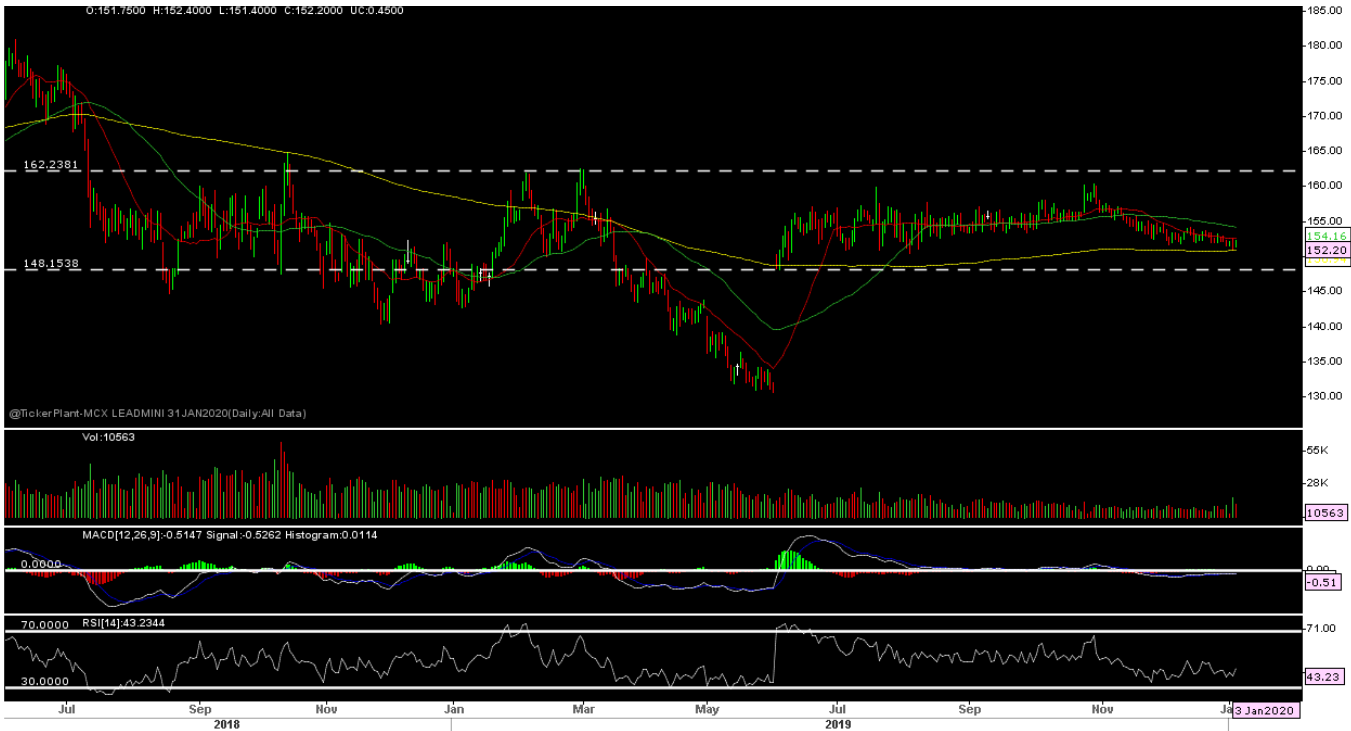 O:151.7500 H:152.4000 L:151.4000 C:152.2000 UC:0.4500
185.00
180.00
175.00
170.00
165.00
162.2381
160.00
155.00
154.16
152.20
148.1538
145.00
140.00
135.00
130.00
@TickerPlant-MCX LEADMINI 31JAN2020(Daily:All Data)
Vol:10563
55K
28K
10563
MACD[12,26,9]:-0.5147 Signal:-0.5262 Histogram:0.0114
0.0000
-0.51
70.0000 RSI[14]:43.2344
71.00
30.0000
43.23
Jul Sep Nov Jan Mar May Jul Sep Nov 3 Jan2020
2018 2019